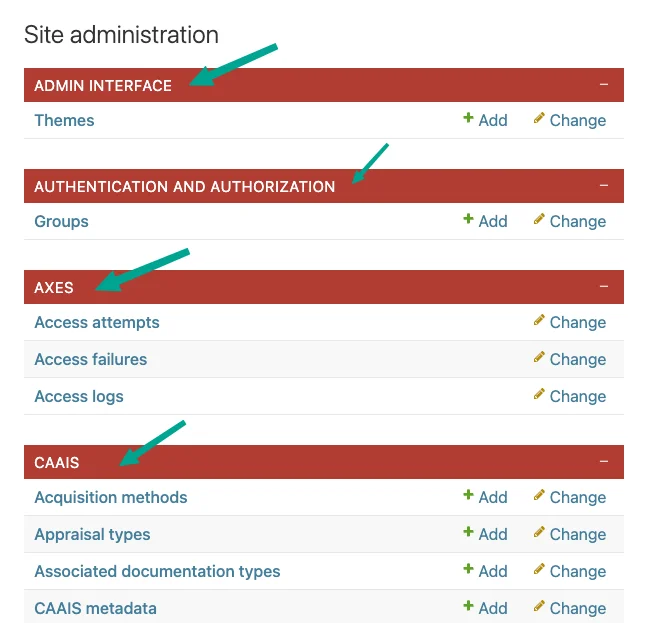 Site administration
ADMIN INTERFACE –
Themes Add Change
AUTHENTICATION AND AUTHORIZATION –
Groups Add Change
AXES –
Access attempts Change
Access failures Change
Access logs Change
CAAIS –
Acquisition methods Add Change
Appraisal types Add Change
Associated documentation types Add Change
CAAIS metadata Add Change